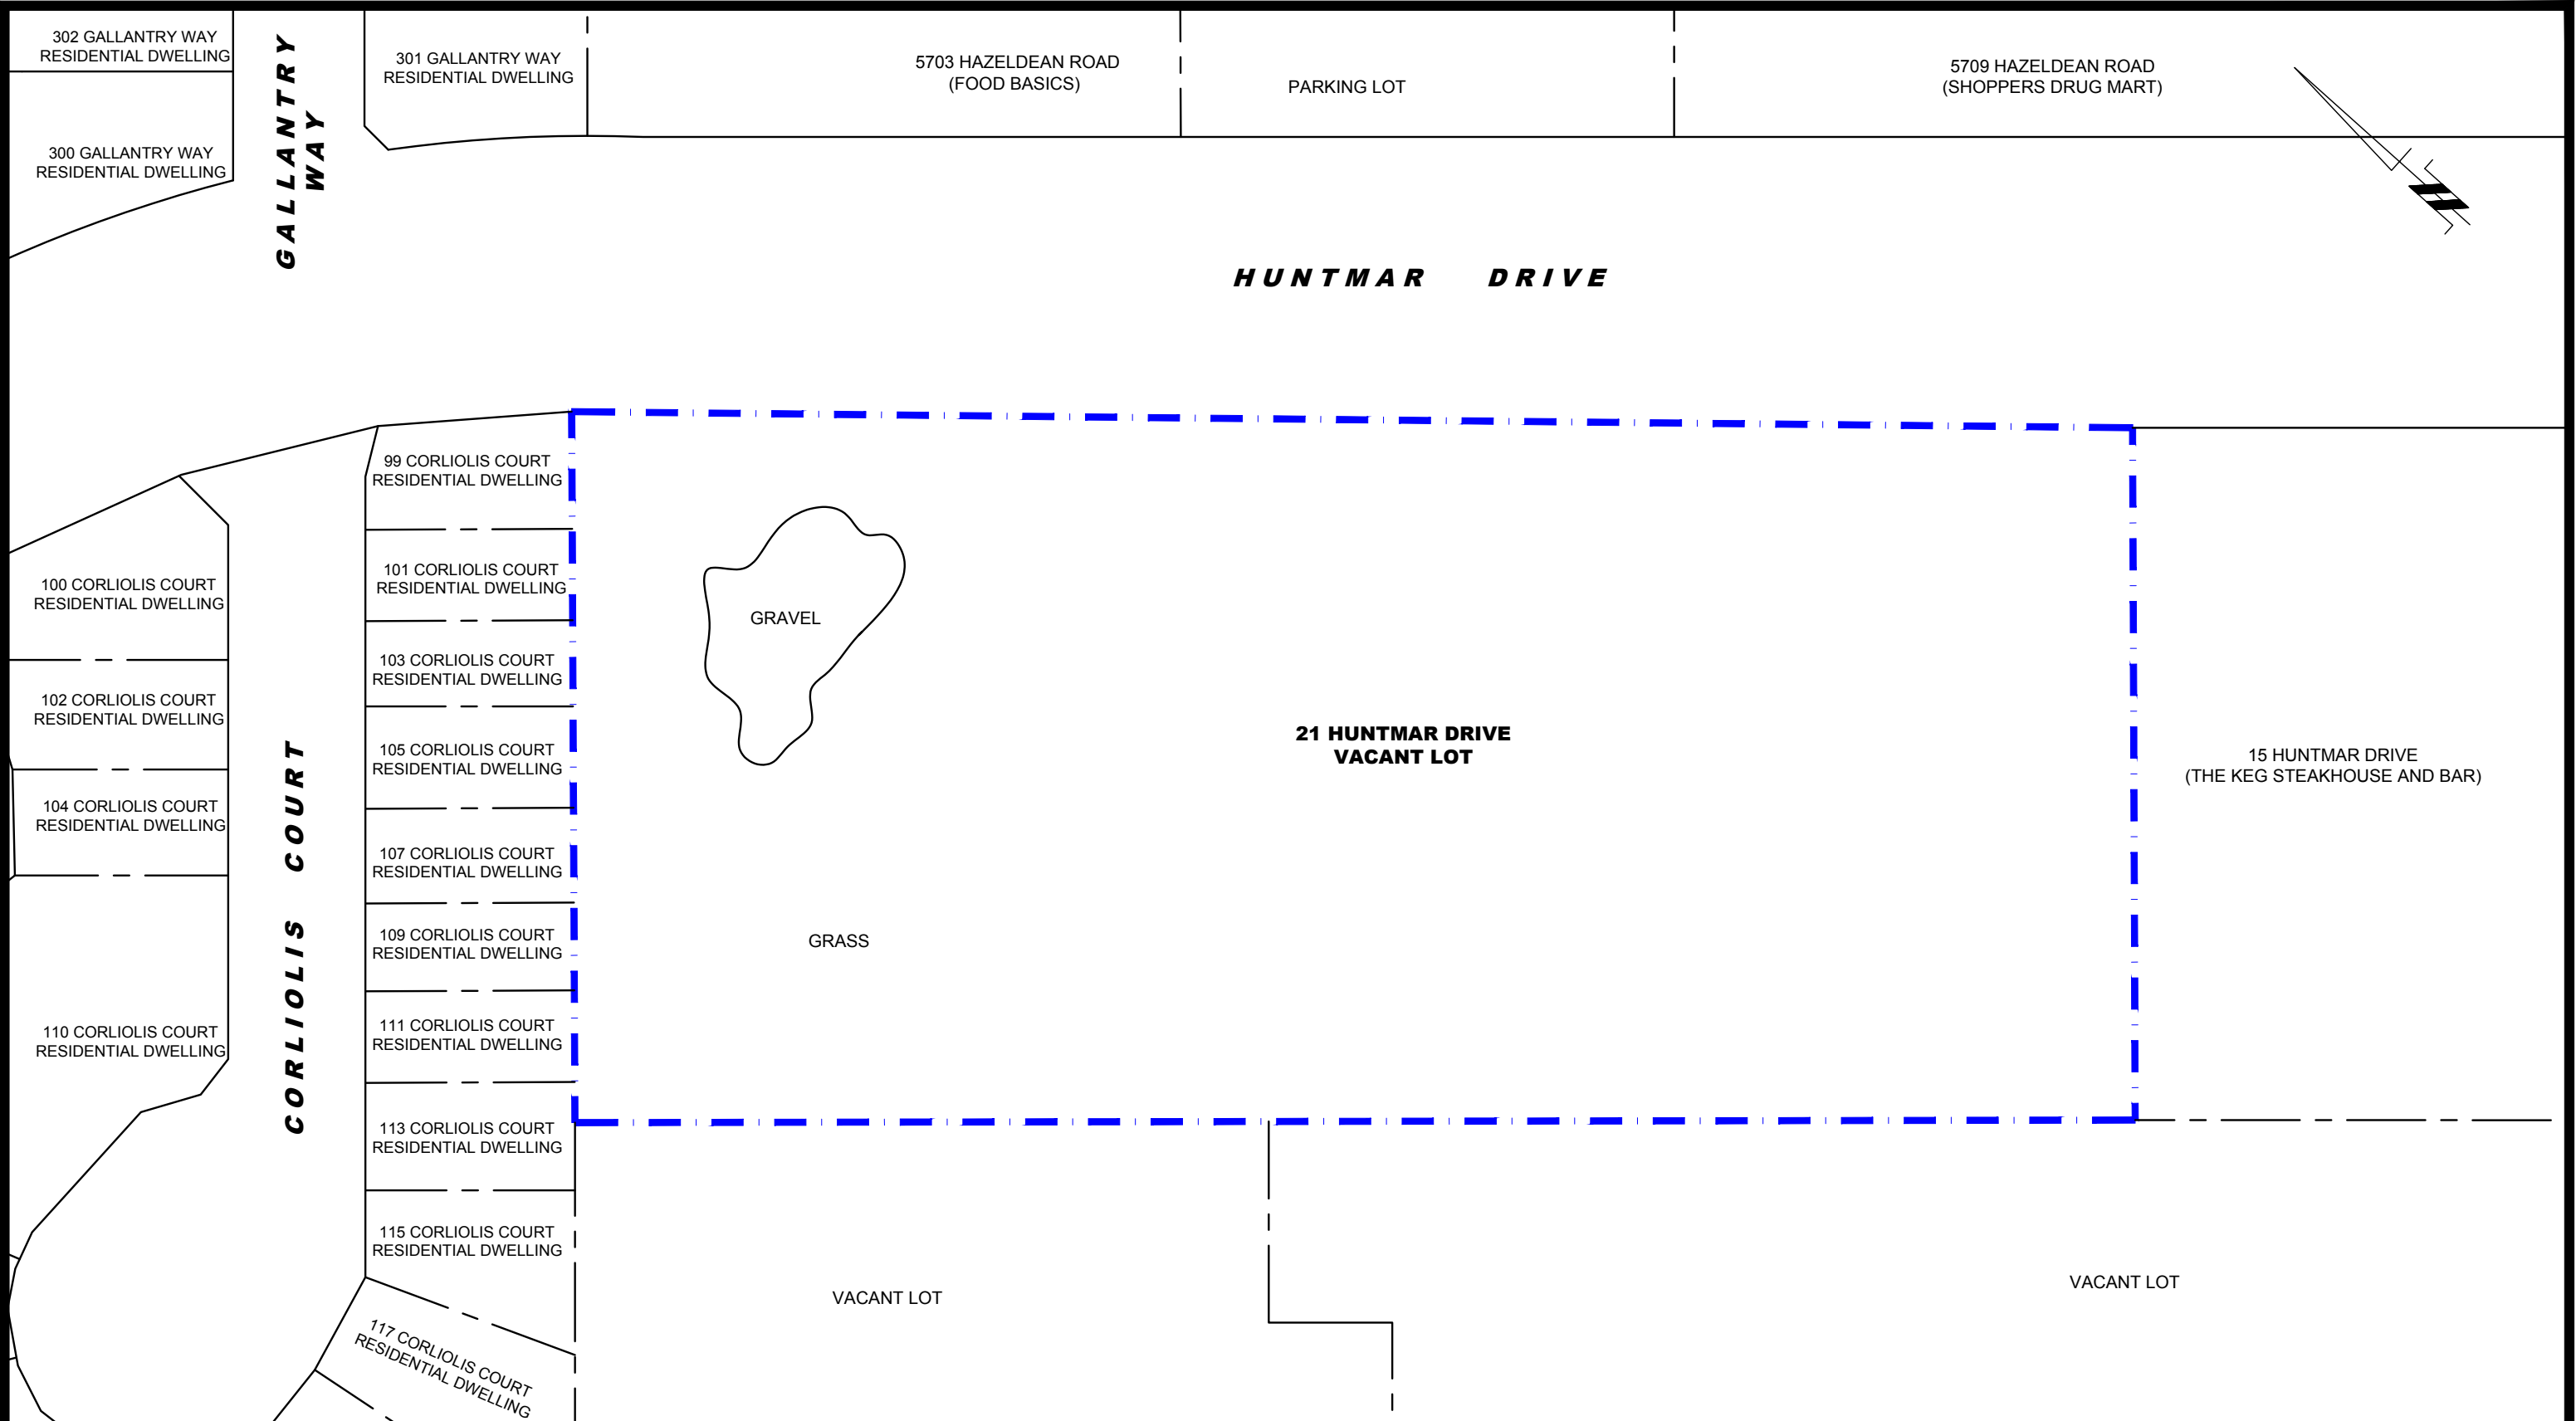 302 GALLANTRY WAY
RESIDENTIAL DWELLING
300 GALLANTRY WAY
RESIDENTIAL DWELLING
GALLANTRY
WAY
301 GALLANTRY WAY
RESIDENTIAL DWELLING
5703 HAZELDEAN ROAD
(FOOD BASICS)
PARKING LOT
5709 HAZELDEAN ROAD
(SHOPPERS DRUG MART)
HUNTMAR DRIVE
99 CORLIOLIS COURT
RESIDENTIAL DWELLING
101 CORLIOLIS COURT
RESIDENTIAL DWELLING
103 CORLIOLIS COURT
RESIDENTIAL DWELLING
105 CORLIOLIS COURT
RESIDENTIAL DWELLING
107 CORLIOLIS COURT
RESIDENTIAL DWELLING
109 CORLIOLIS COURT
RESIDENTIAL DWELLING
111 CORLIOLIS COURT
RESIDENTIAL DWELLING
113 CORLIOLIS COURT
RESIDENTIAL DWELLING
115 CORLIOLIS COURT
RESIDENTIAL DWELLING
117 CORLIOLIS COURT
RESIDENTIAL DWELLING
100 CORLIOLIS COURT
RESIDENTIAL DWELLING
102 CORLIOLIS COURT
RESIDENTIAL DWELLING
104 CORLIOLIS COURT
RESIDENTIAL DWELLING
110 CORLIOLIS COURT
RESIDENTIAL DWELLING
CORLIOLIS COURT
GRAVEL
GRASS
21 HUNTMAR DRIVE
VACANT LOT
15 HUNTMAR DRIVE
(THE KEG STEAKHOUSE AND BAR)
VACANT LOT
VACANT LOT